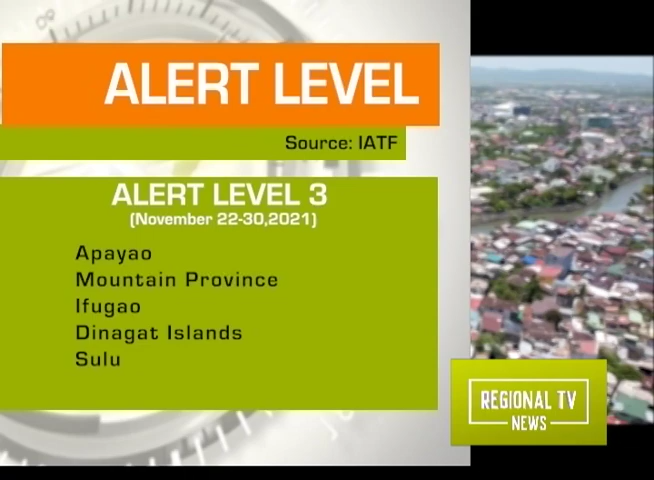 ALERT LEVEL
Source: IATF
ALERT LEVEL 3
(November 22-30,2021)
Apayao
Mountain Province
Ifugao
Dinagat Islands
Sulu
REGIONAL TV
NEWS